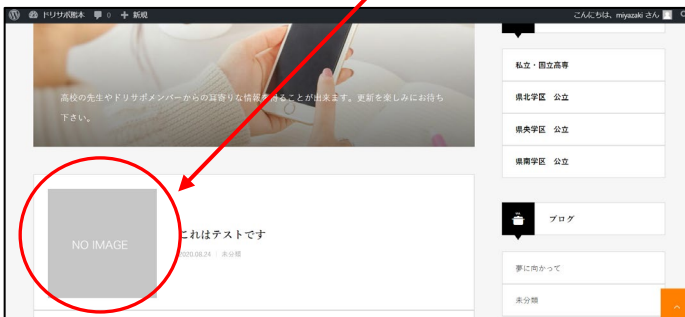 ドリサポ熊本 0 + 新規
こんにちは、miyazaki さん
高校の先生やドリサポメンバーからの耳寄りな情報を得ることが出来ます。更新を楽しみにお待ち
下さい。
NO IMAGE
これはテストです
2020.08.24 | 未分類
私立・国立高専
県北学区 公立
県央学区 公立
県南学区 公立
ブログ
夢に向かって
未分類